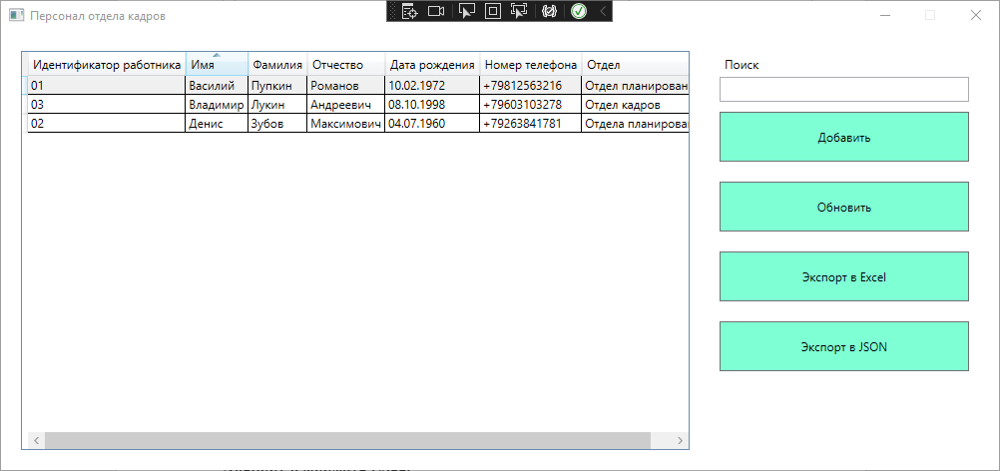 Персонал отдела кадров
Идентификатор работника Имя Фамилия Отчество Дата рождения Номер телефона Отдел
01 Василий Пупкин Романов 10.02.1972 +79812563216 Отдел планирован
03 Владимир Лукин Андреевич 08.10.1998 +79603103278 Отдел кадров
02 Денис Зубов Максимович 04.07.1960 +79263841781 Отдела планирова
Поиск
Добавить
Обновить
Экспорт в Excel
Экспорт в JSON